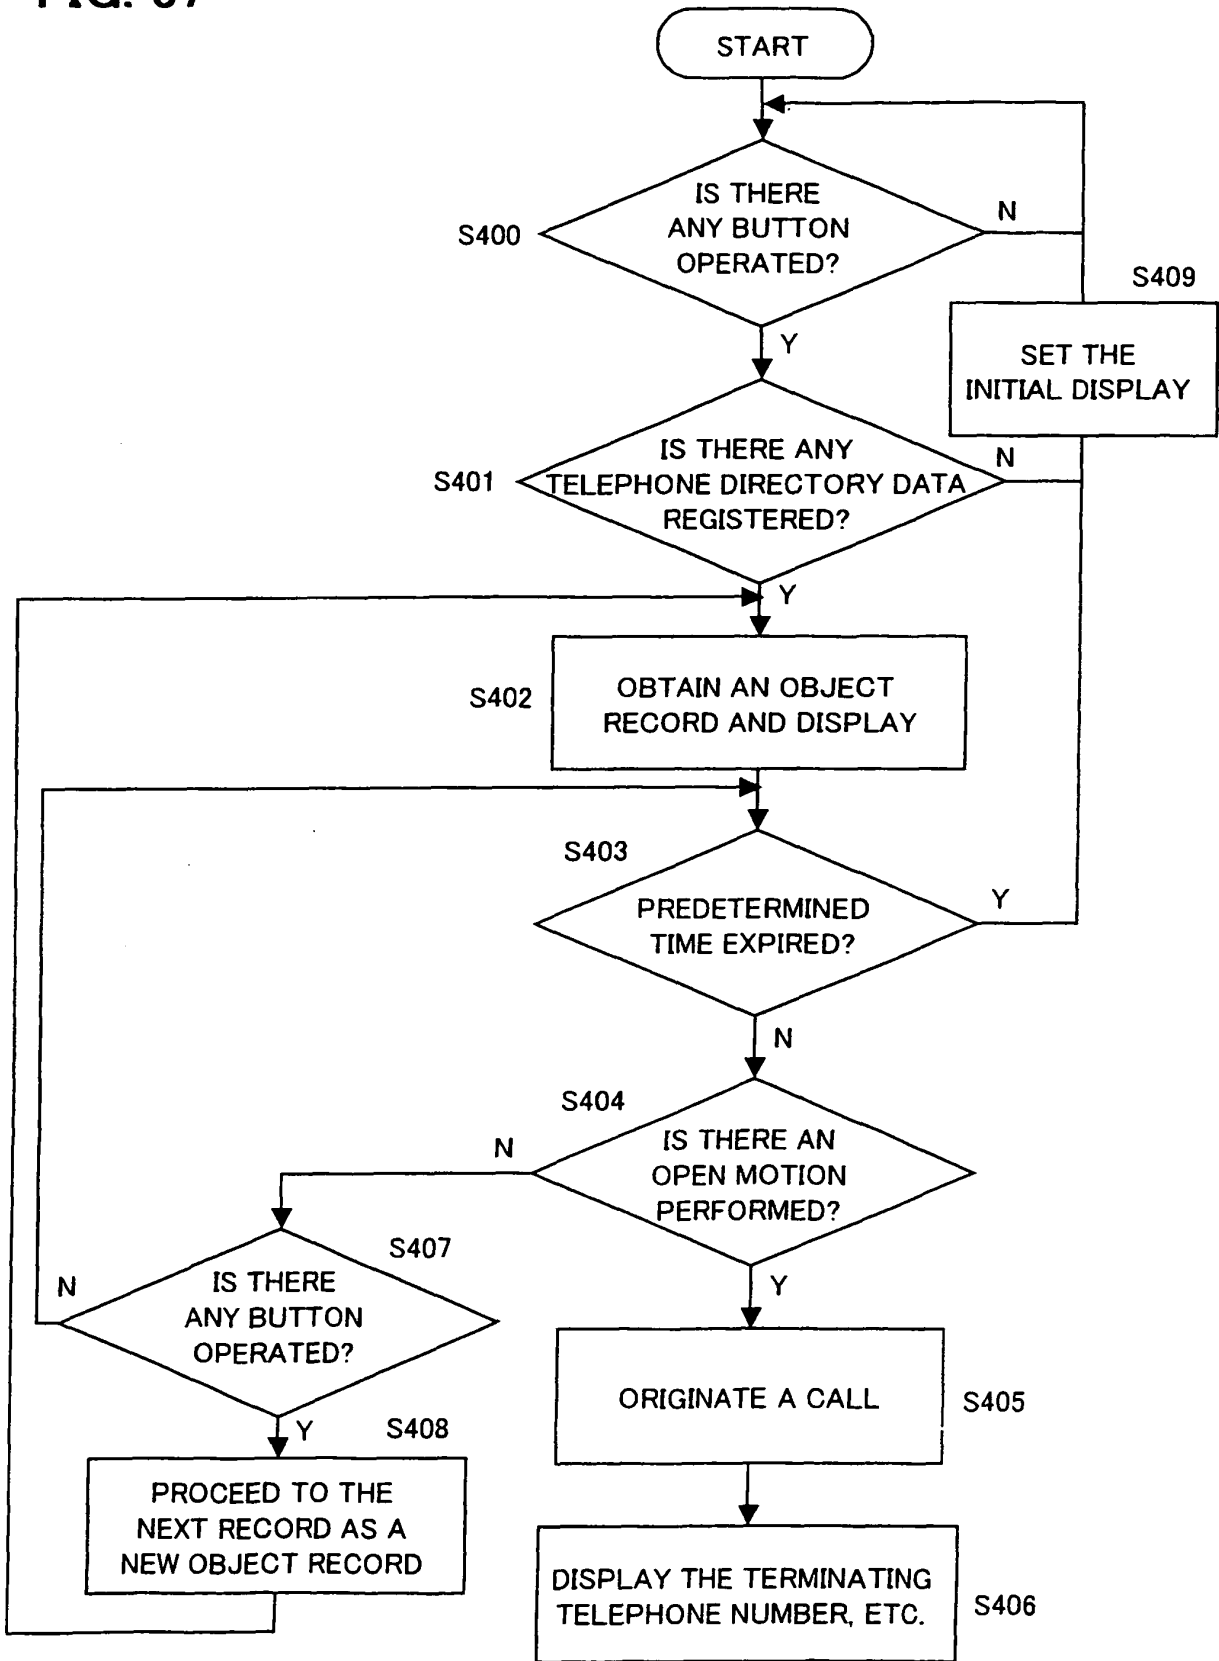 START
IS THERE
ANY BUTTON
OPERATED?
S400
N
S409
SET THE
INITIAL DISPLAY
Y
IS THERE ANY
TELEPHONE DIRECTORY DATA
REGISTERED?
S401
N
Y
S402
OBTAIN AN OBJECT
RECORD AND DISPLAY
S403
PREDETERMINED
TIME EXPIRED?
Y
N
S404
IS THERE AN
OPEN MOTION
PERFORMED?
N
Y
S407
IS THERE
ANY BUTTON
OPERATED?
N
Y
S408
PROCEED TO THE
NEXT RECORD AS A
NEW OBJECT RECORD
ORIGINATE A CALL
S405
DISPLAY THE TERMINATING
TELEPHONE NUMBER, ETC.
S406